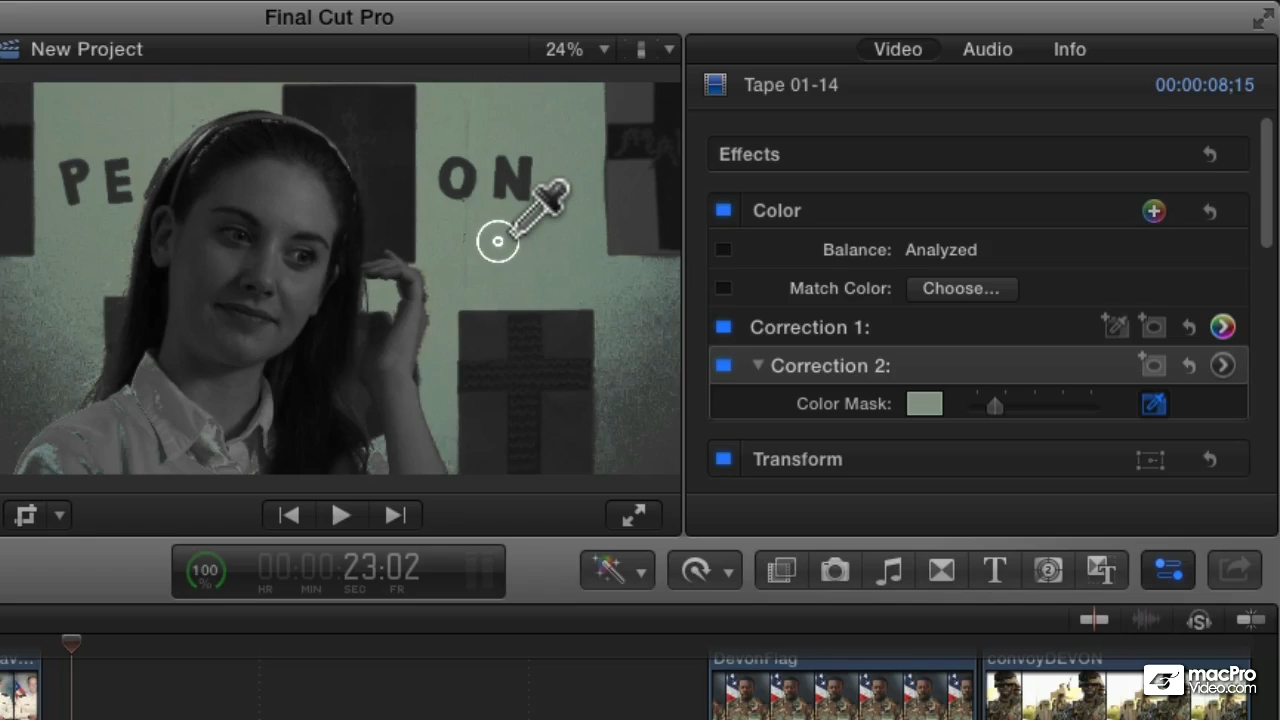 Final Cut Pro
New Project
24%
Video Audio Info
Tape 01-14
00:00:08;15
Effects
Color
Balance: Analyzed
Match Color: Choose...
Correction 1:
Correction 2:
Color Mask:
Transform
PE
ON
100
%
00:00:23:02
HR MIN SEC FR
T
2
T
S
DevonFlag
convoyDEVON
macPro
Video.com